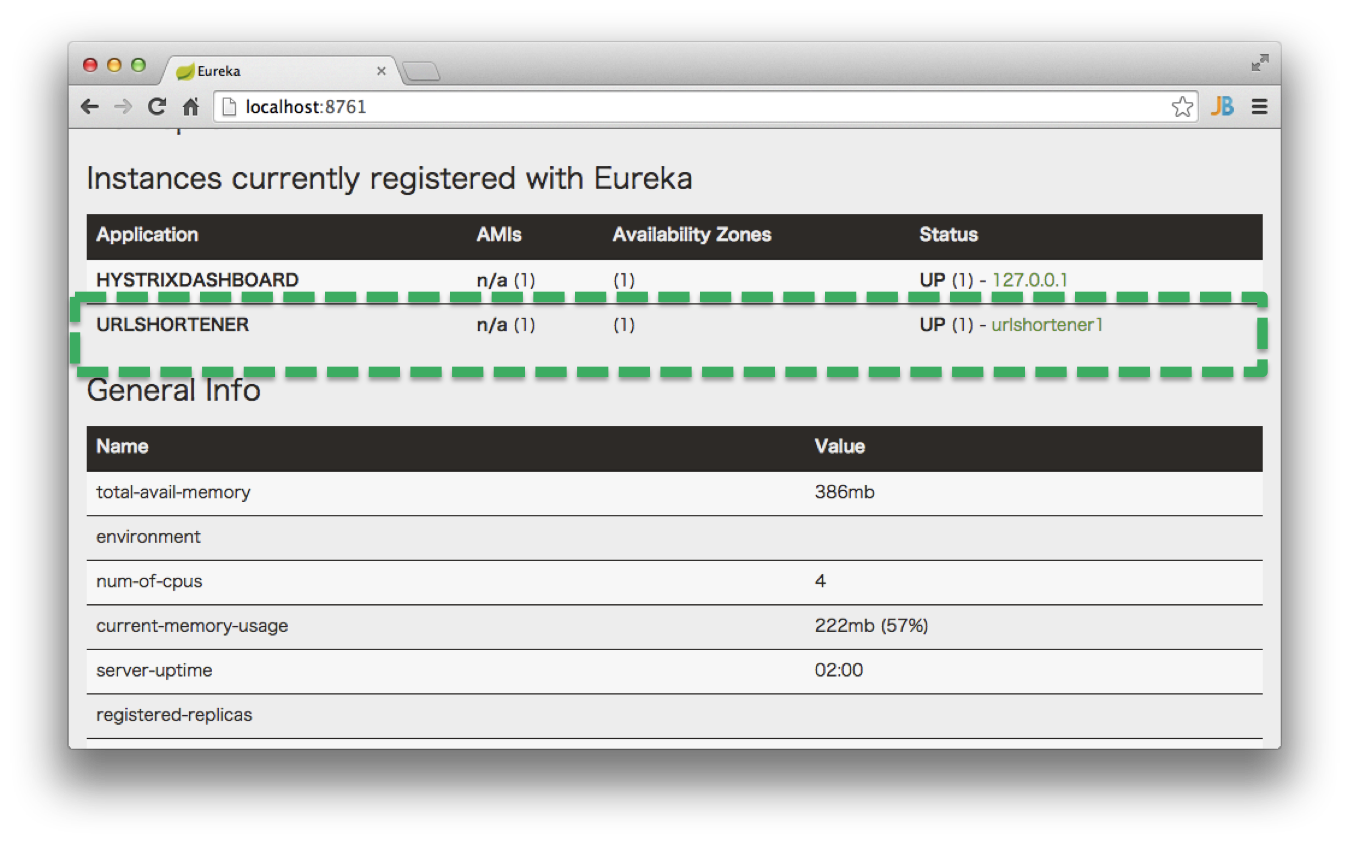 Eureka
localhost:8761
JB
Instances currently registered with Eureka
Application AMIs Availability Zones Status
HYSTRIXDASHBOARD n/a (1) (1) UP (1) - 127.0.0.1
URLSHORTENER n/a (1) (1) UP (1) - urlshortener1
General Info
Name Value
total-avail-memory 386mb
environment
num-of-cpus 4
current-memory-usage 222mb (57%)
server-uptime 02:00
registered-replicas